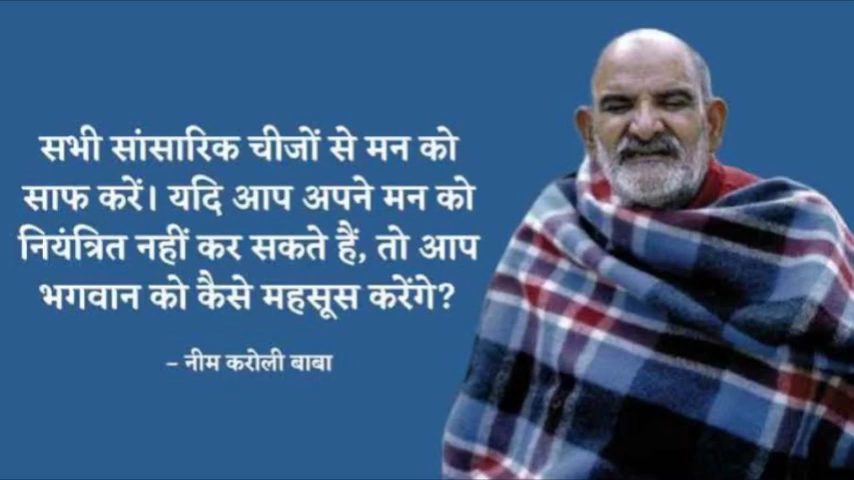 सभी सांसारिक चीजों से मन को
साफ करें। यदि आप अपने मन को
नियंत्रित नहीं कर सकते हैं, तो आप
भगवान को कैसे महसूस करेंगे?
– नीम करोली बाबा